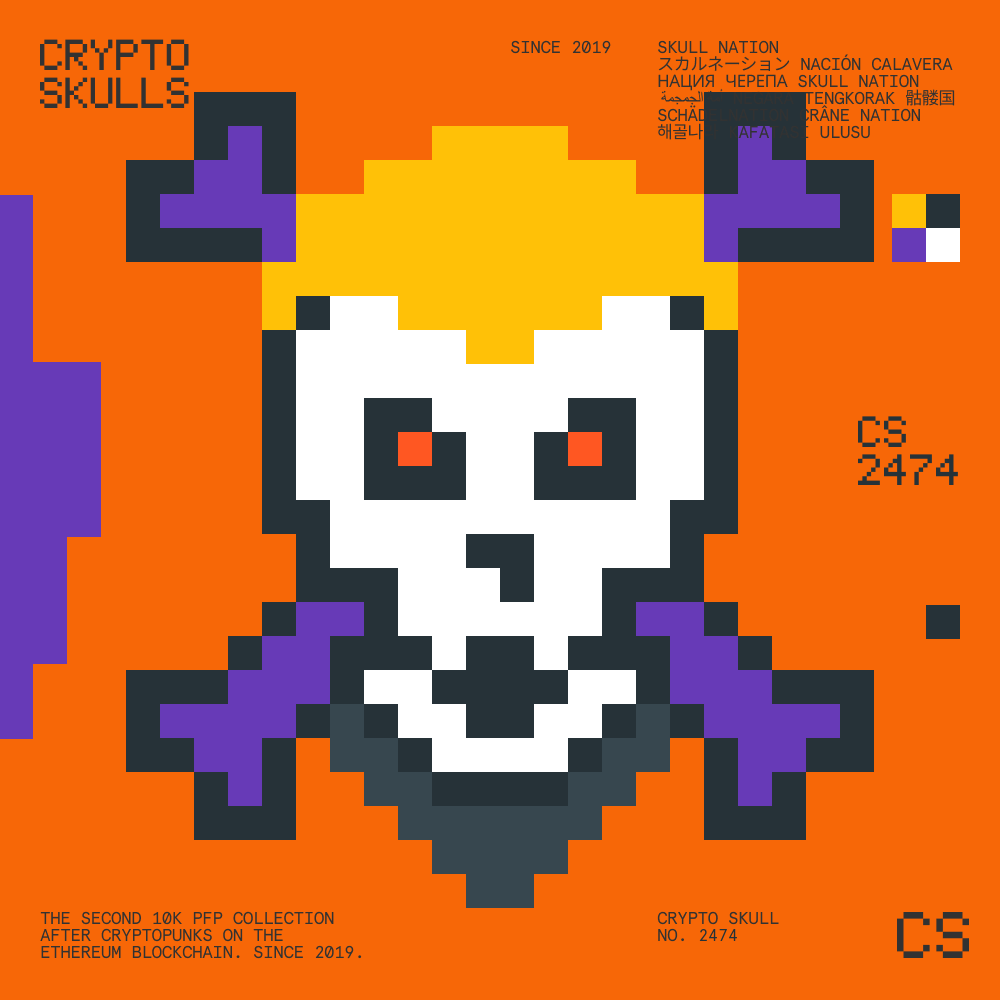 CRYPTO
SKULLS
SINCE 2019
SKULL NATION
スカルネーション NACIÓN CALAVERA
НАЦИЯ ЧЕРЕПА SKULL NATION
TENGKORAK 骷髅国
CRÂNE NATION
ULUSU
CS
2474
THE SECOND 10K PFP COLLECTION
AFTER CRYPTOPUNKS ON THE
ETHEREUM BLOCKCHAIN. SINCE 2019.
CRYPTO SKULL
NO. 2474
CS